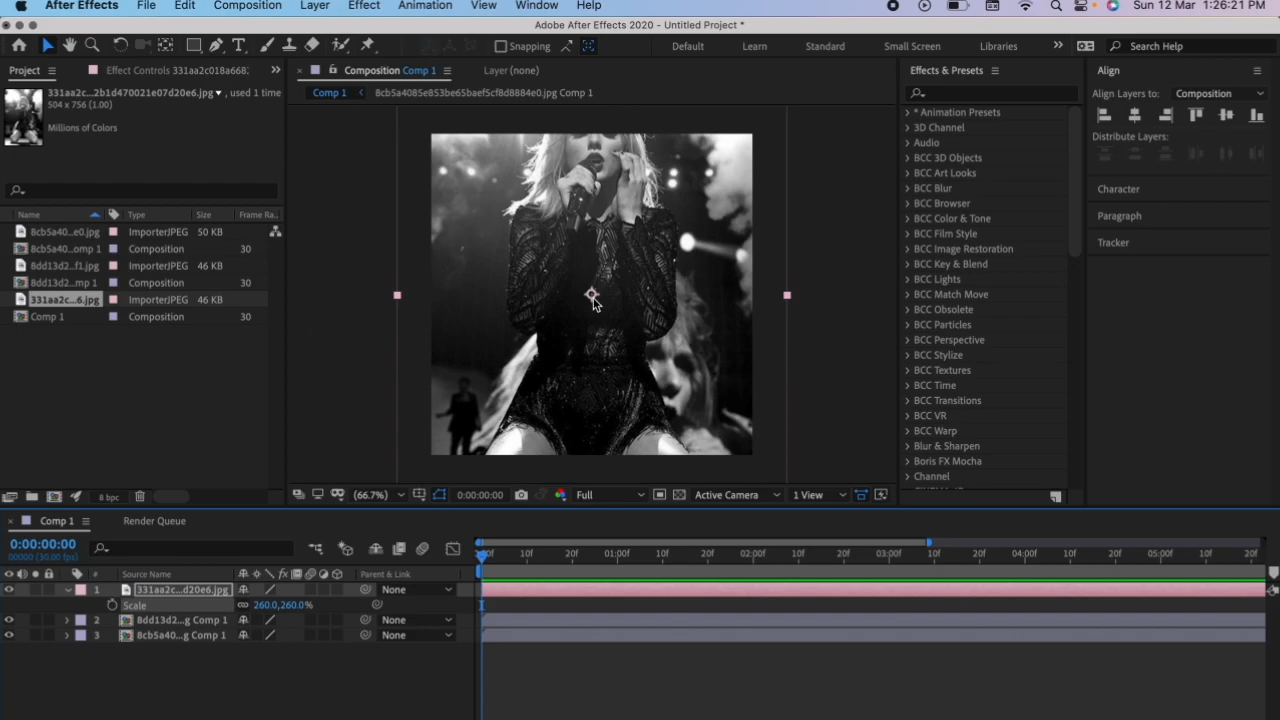 After Effects File Edit Composition Layer Effect Animation View Window Help Sun 12 Mar 1:26:21 PM
Adobe After Effects 2020 - Untitled Project *
Snapping Default Learn Standard Small Screen Libraries Search Help
Project Effect Controls 331aa2c018a668 Composition Comp 1 Layer (none) Effects & Presets Align
331aa2c...2b1d470021e07d20e6.jpg, used 1 time Comp 1 8cb5a4085e853be65baef5cf8d8884e0.jpg Comp 1 Align Layers to: Composition
504 x 756 (1.00)
Millions of Colors
Distribute Layers:
Character
Paragraph
Tracker
* Animation Presets
3D Channel
Audio
BCC 3D Objects
BCC Art Looks
BCC Blur
BCC Browser
BCC Color & Tone
BCC Film Style
BCC Image Restoration
BCC Key & Blend
BCC Lights
BCC Match Move
BCC Obsolete
BCC Particles
BCC Perspective
BCC Stylize
BCC Textures
BCC Time
BCC Transitions
BCC VR
BCC Warp
Blur & Sharpen
Boris FX Mocha
Channel
Name Type Size Frame Ra..
8cb5a40...e0.jpg ImporterJPEG 50 KB
8cb5a40...omp 1 Composition 30
8dd13d2...f1.jpg ImporterJPEG 46 KB
8dd13d2...mp 1 Composition 30
331aa2c...6.jpg ImporterJPEG 46 KB
Comp 1 Composition 30
8 bpc (66.7%) 0:00:00:00 Full Active Camera 1 View
Comp 1 Render Queue
0:00:00:00
00000 (30.00 fps)
:00f 10f 20f 01:00f 10f 20f 02:00f 10f 20f 03:00f 10f 20f 04:00f 10f 20f 05:00f 10f 20f
# Source Name fx Parent & Link
1 331aa2c...d20e6.jpg None
Scale 260.0,260.0%
2 8dd13d2...g Comp 1 None
3 8cb5a40...g Comp 1 None